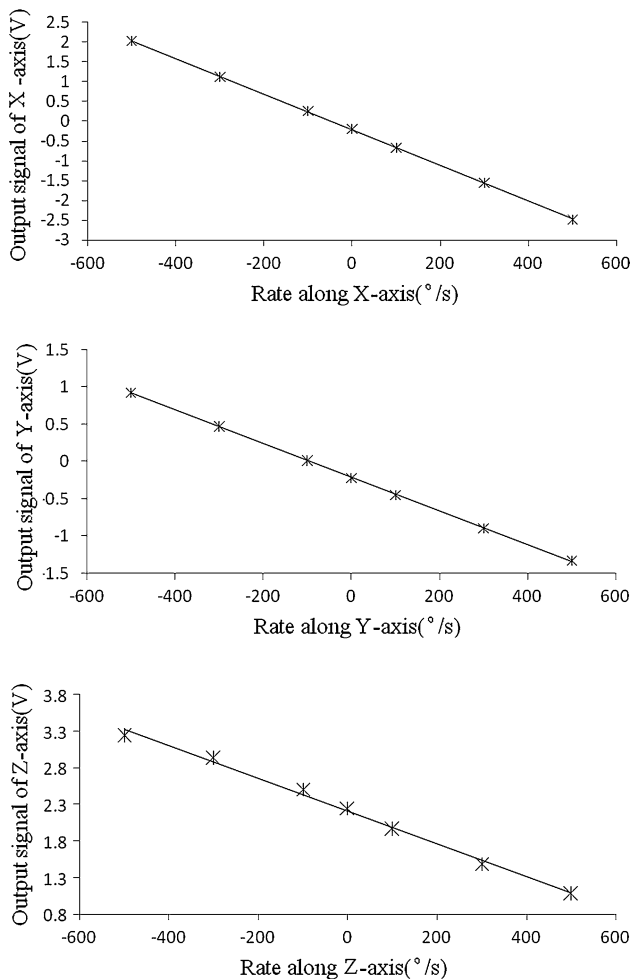 Output signal of X -axis(V)
2.5
2
1.5
1
0.5
0
-0.5
-1
-1.5
-2
-2.5
-3
-600 -400 -200 0 200 400 600
Rate along X-axis(°/s)
Output signal of Y-axis(V)
1.5
1
0.5
0
-0.5
-1
-1.5
-600 -400 -200 0 200 400 600
Rate along Y-axis(°/s)
Output signal of Z-axis(V)
3.8
3.3
2.8
2.3
1.8
1.3
0.8
-600 -400 -200 0 200 400 600
Rate along Z-axis(°/s)